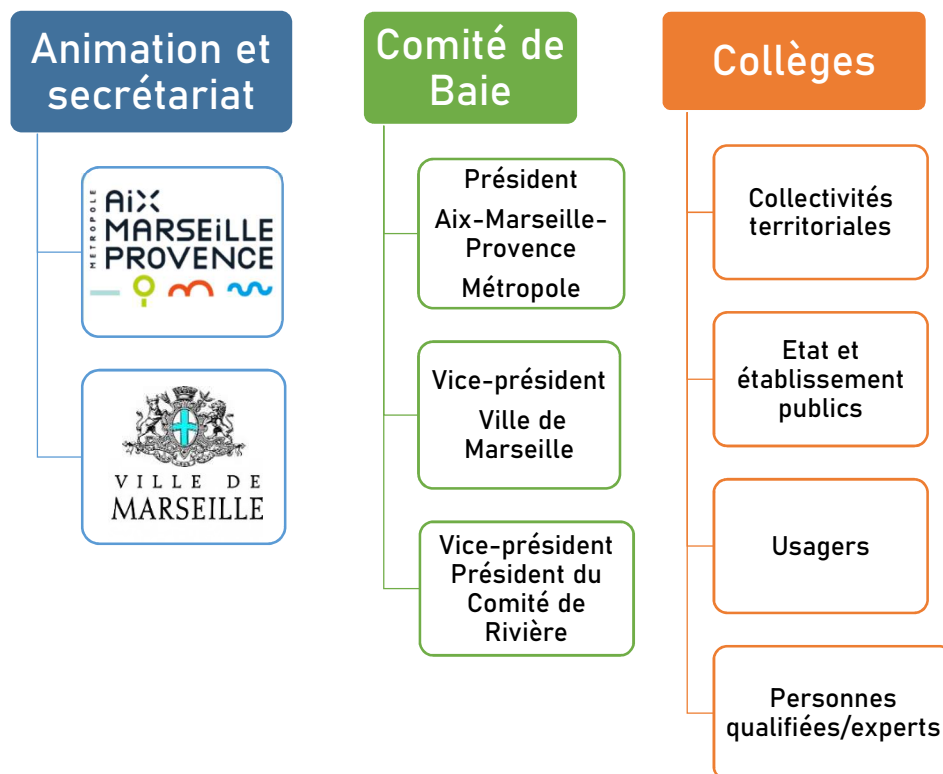 Animation et
secrétariat
METROPOLE
AiX
MARSEiLLE
PROVENCE
VILLE DE
MARSEILLE
Comité de
Baie
Président
Aix-Marseille-
Provence
Métropole
Vice-président
Ville de
Marseille
Vice-président
Président du
Comité de
Rivière
Collèges
Collectivités
territoriales
Etat et
établissement
publics
Usagers
Personnes
qualifiées/experts